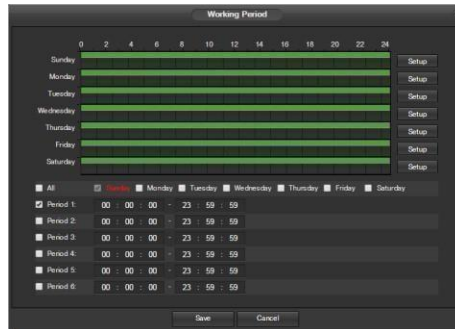 Working Period
0 2 4 6 8 10 12 14 16 18 20 22 24
Sunday Setup
Monday Setup
Tuesday Setup
Wednesday Setup
Thursday Setup
Friday Setup
Saturday Setup
All Sunday Monday Tuesday Wednesday Thursday Friday Saturday
Period 1: 00 : 00 : 00 - 23 : 59 : 59
Period 2: 00 : 00 : 00 - 23 : 59 : 59
Period 3: 00 : 00 : 00 - 23 : 59 : 59
Period 4: 00 : 00 : 00 - 23 : 59 : 59
Period 5: 00 : 00 : 00 - 23 : 59 : 59
Period 6: 00 : 00 : 00 - 23 : 59 : 59
Save Cancel